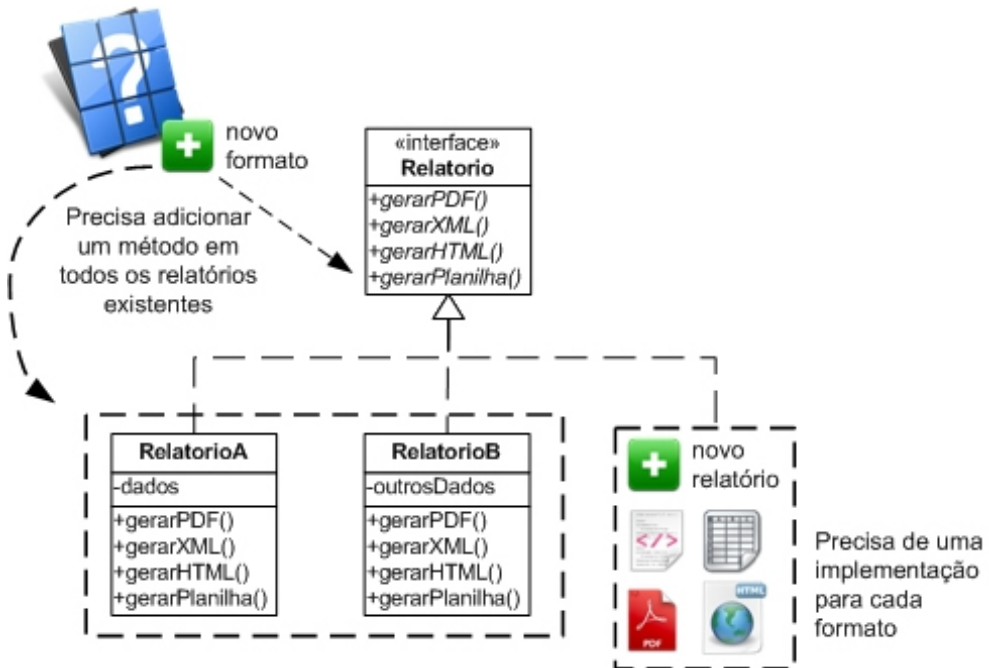 novo
formato
Precisa adicionar
um método em
todos os relatórios
existentes
«interface»
Relatorio
+gerarPDF()
+gerarXML()
+gerarHTML()
+gerarPlanilha()
RelatorioA
-dados
+gerarPDF()
+gerarXML()
+gerarHTML()
+gerarPlanilha()
RelatorioB
-outrosDados
+gerarPDF()
+gerarXML()
+gerarHTML()
+gerarPlanilha()
novo
relatório
</>
HTML
PDF
Precisa de uma
implementação
para cada
formato